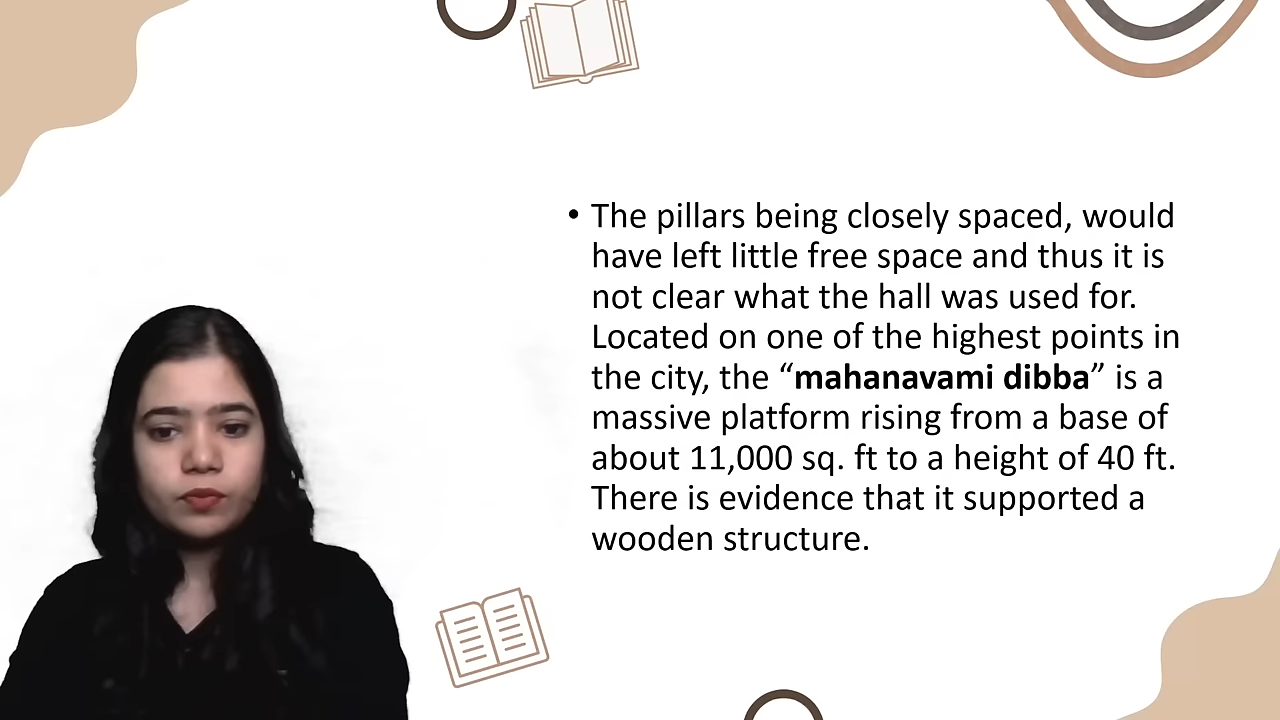 • The pillars being closely spaced, would
have left little free space and thus it is
not clear what the hall was used for.
Located on one of the highest points in
the city, the “mahanavami dibba” is a
massive platform rising from a base of
about 11,000 sq. ft to a height of 40 ft.
There is evidence that it supported a
wooden structure.